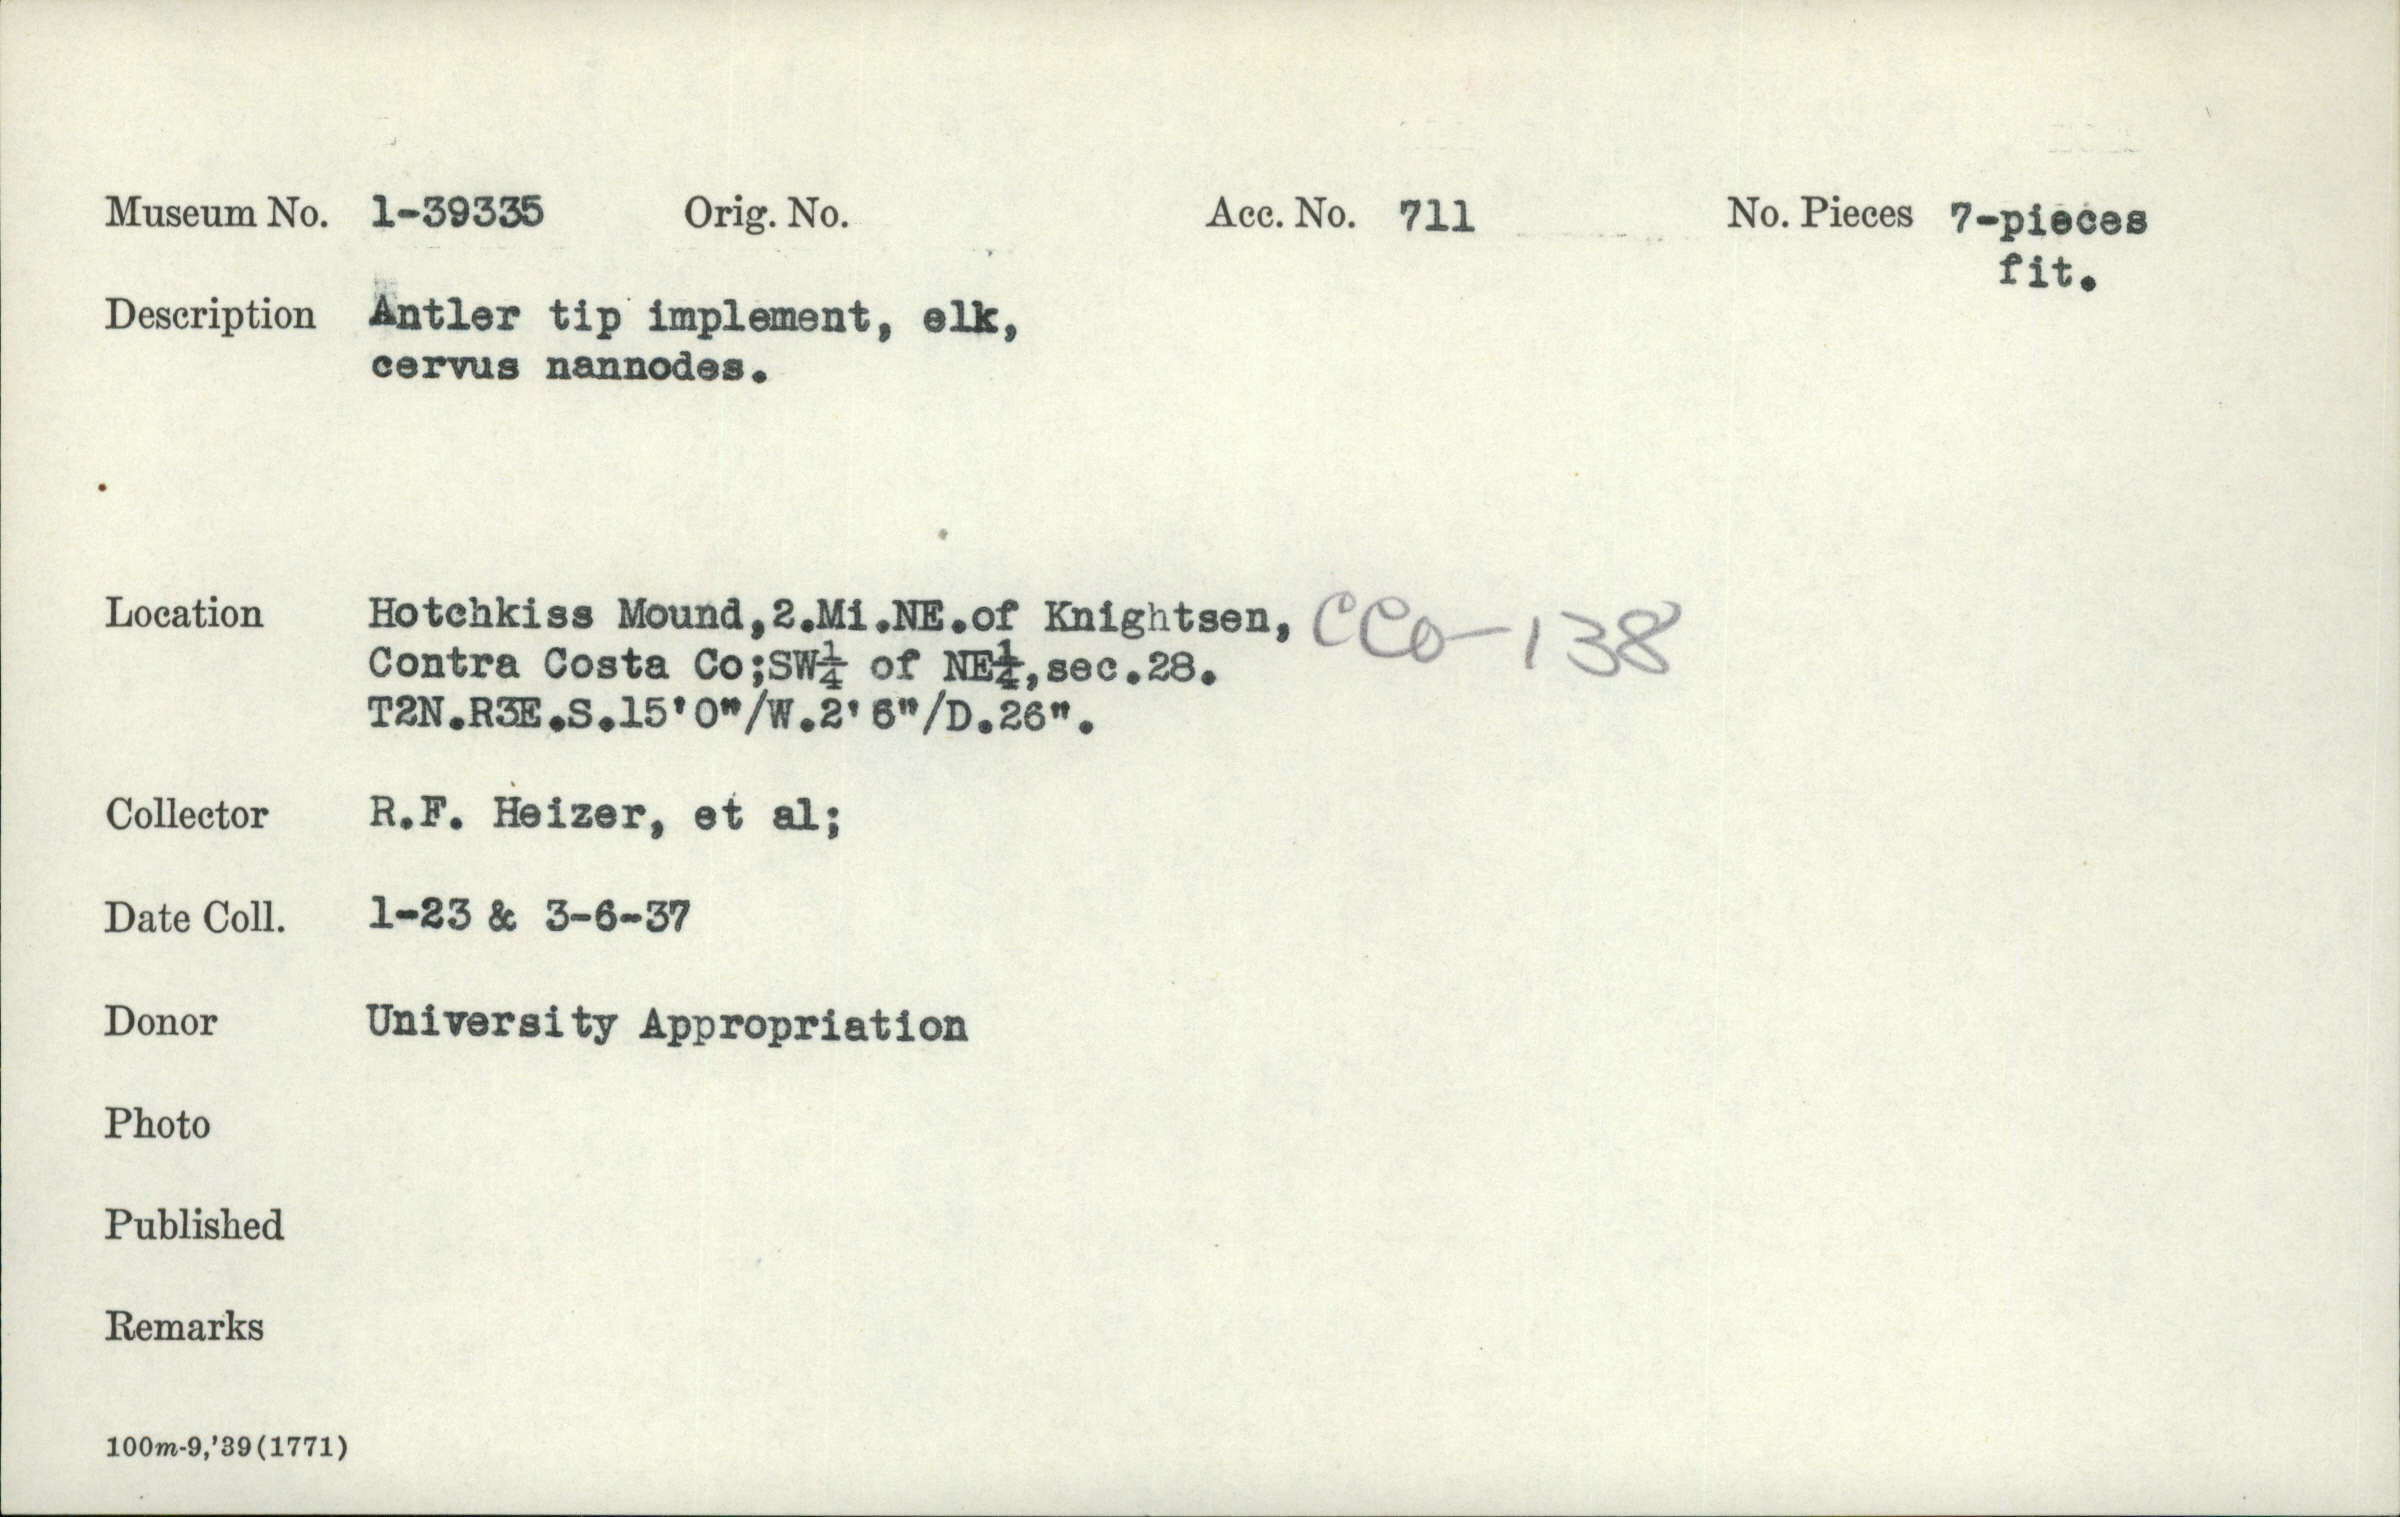 Museum No. 1-39335 Orig. No. Acc. No. 711 No. Pieces 7-pieces
fit.
Description Antler tip implement, elk,
cervus nannodes.
Location Hotchkiss Mound,2.Mi.NE.of Knightsen, CCo-138
Contra Costa Co;SW¼ of NE¼,sec.28.
T2N.R3E.S.15'0"/W.2'6"/D.26".
Collector R.F. Heizer, et al;
Date Coll. 1-23 & 3-6-37
Donor University Appropriation
Photo
Published
Remarks
100m-9,'39(1771)